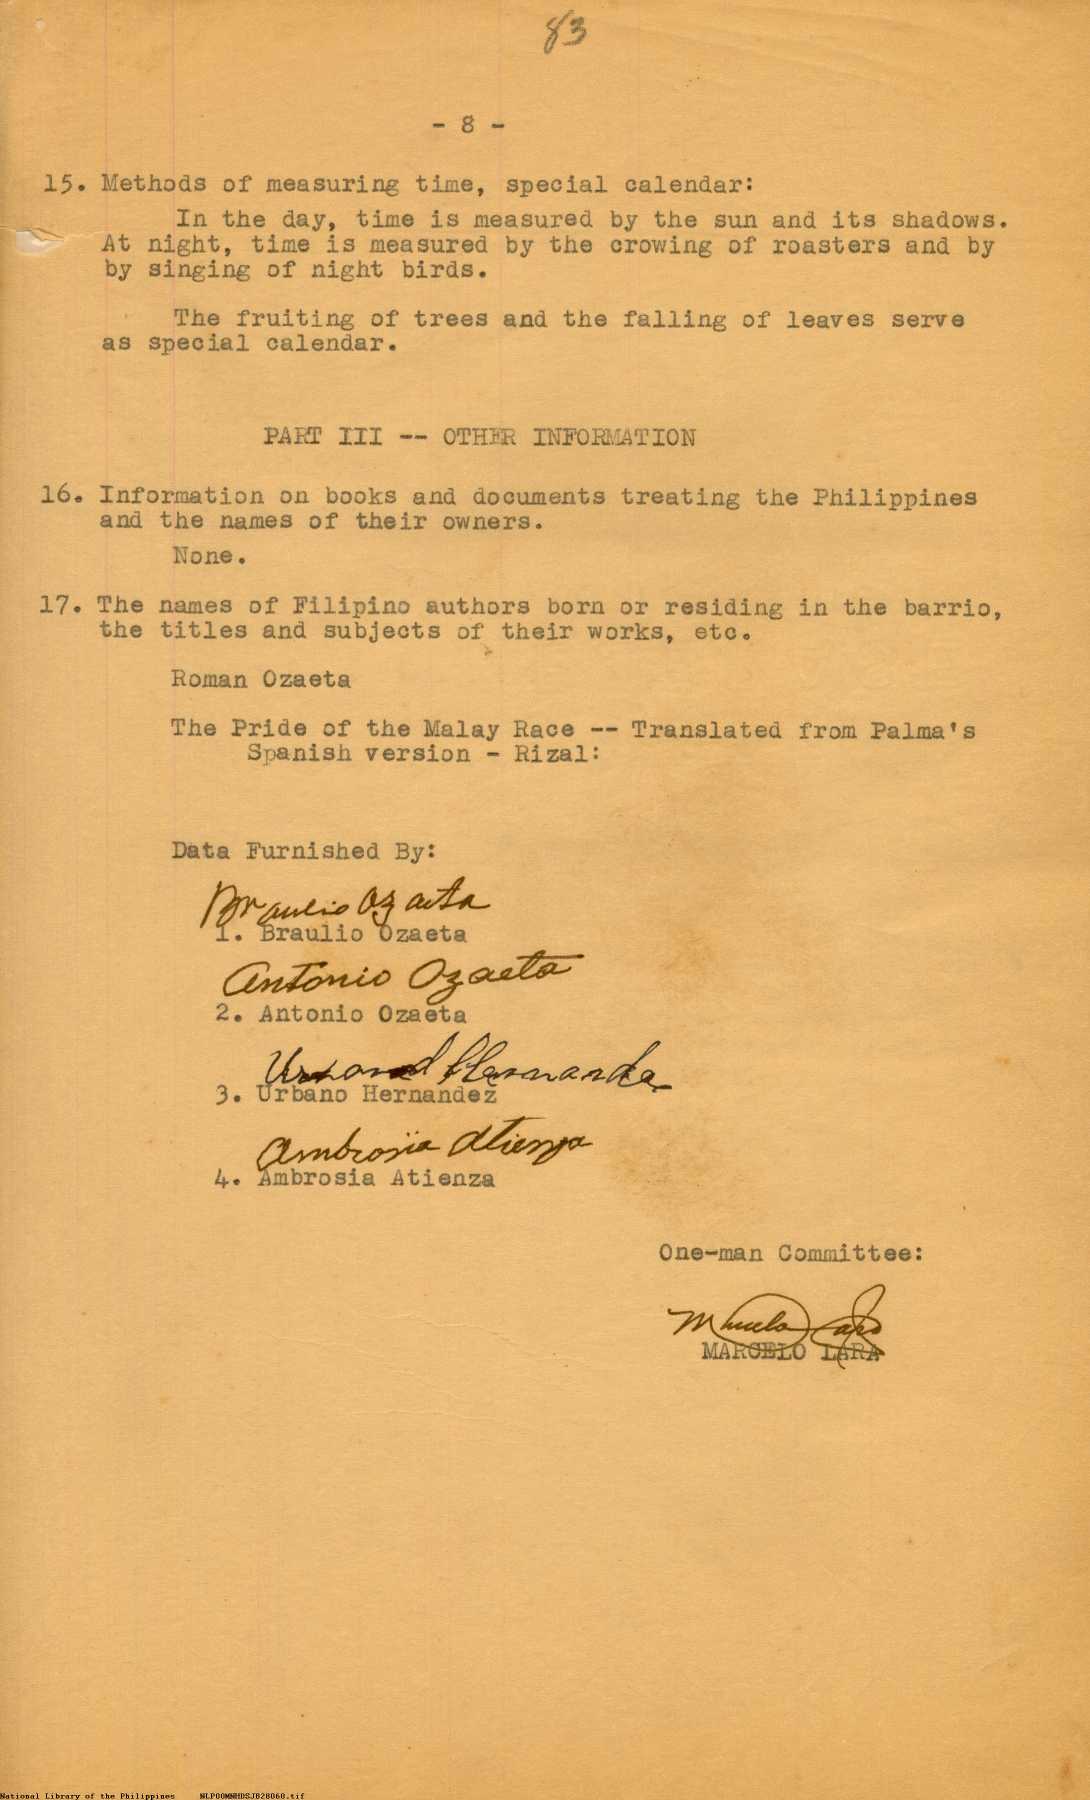 83
- 8 -
15. Methods of measuring time, special calendar:
In the day, time is measured by the sun and its shadows.
At night, time is measured by the crowing of roasters and by
by singing of night birds.
The fruiting of trees and the falling of leaves serve
as special calendar.
PART III -- OTHER INFORMATION
16. Information on books and documents treating the Philippines
and the names of their owners.
None.
17. The names of Filipino authors born or residing in the barrio,
the titles and subjects of their works, etc.
Roman Ozaeta
The Pride of the Malay Race -- Translated from Palma's
Spanish version - Rizal:
Data Furnished By:
Braulio Ozaeta
1. Braulio Ozaeta
Antonio Ozaeta
2. Antonio Ozaeta
Hernandez
3. Urbano Hernandez
Ambrosia Atienza
4. Ambrosia Atienza
One-man Committee:
MARCELO LARA
National Library of the Philippines NLPOOMNHDSJB28060.tif